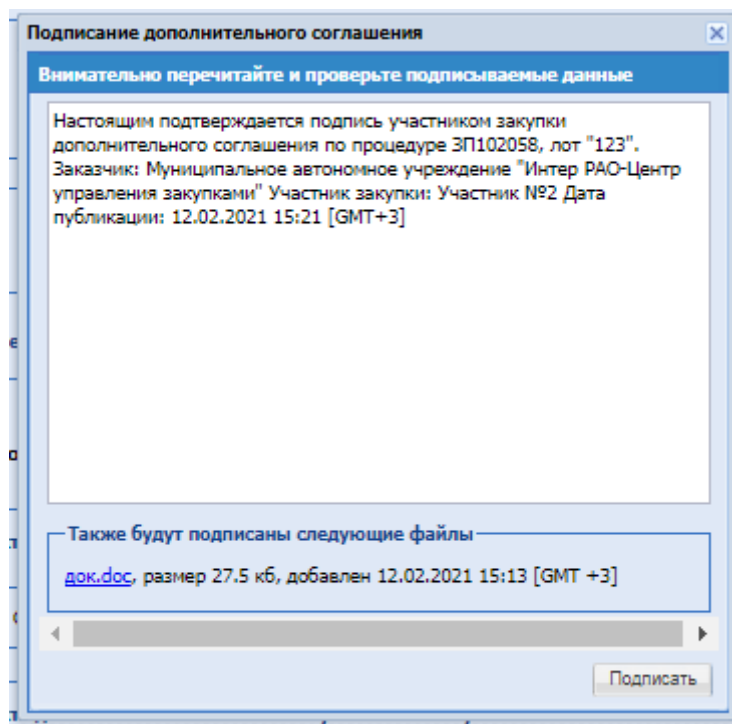 Подписание дополнительного соглашения
Внимательно перечитайте и проверьте подписываемые данные
Настоящим подтверждается подпись участником закупки
дополнительного соглашения по процедуре ЗП102058, лот "123".
Заказчик: Муниципальное автономное учреждение "Интер РАО-Центр
управления закупками" Участник закупки: Участник №2 Дата
публикации: 12.02.2021 15:21 [GMT+3]
Также будут подписаны следующие файлы
док.doc, размер 27.5 кб, добавлен 12.02.2021 15:13 [GMT +3]
Подписать